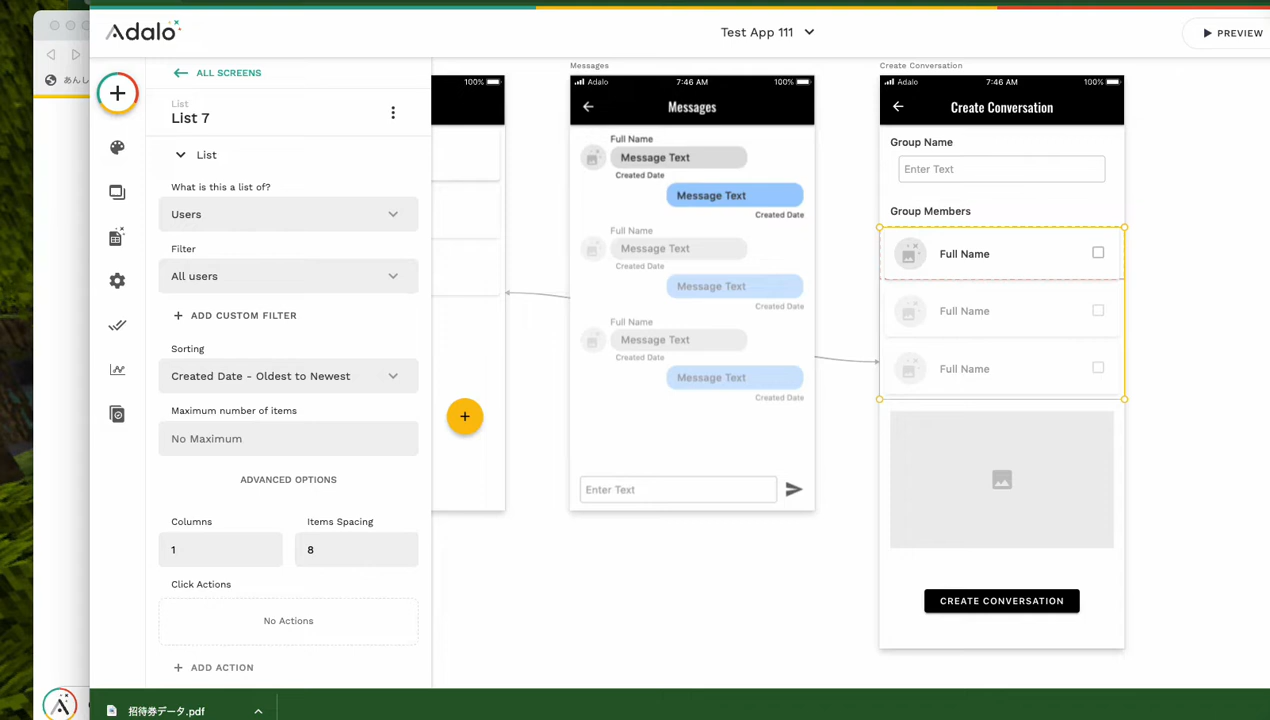 Adalo
Test App 111
PREVIEW
あんし
ALL SCREENS
List
List 7
List
What is this a list of?
Users
Filter
All users
ADD CUSTOM FILTER
Sorting
Created Date - Oldest to Newest
Maximum number of items
No Maximum
ADVANCED OPTIONS
Columns
Items Spacing
1
8
Click Actions
No Actions
ADD ACTION
100%
Messages
Adalo
7:46 AM
100%
Messages
Full Name
Message Text
Created Date
Message Text
Created Date
Full Name
Message Text
Created Date
Message Text
Created Date
Full Name
Message Text
Created Date
Message Text
Created Date
Enter Text
Create Conversation
Adalo
7:46 AM
100%
Create Conversation
Group Name
Enter Text
Group Members
Full Name
Full Name
Full Name
CREATE CONVERSATION
招待券データ.pdf